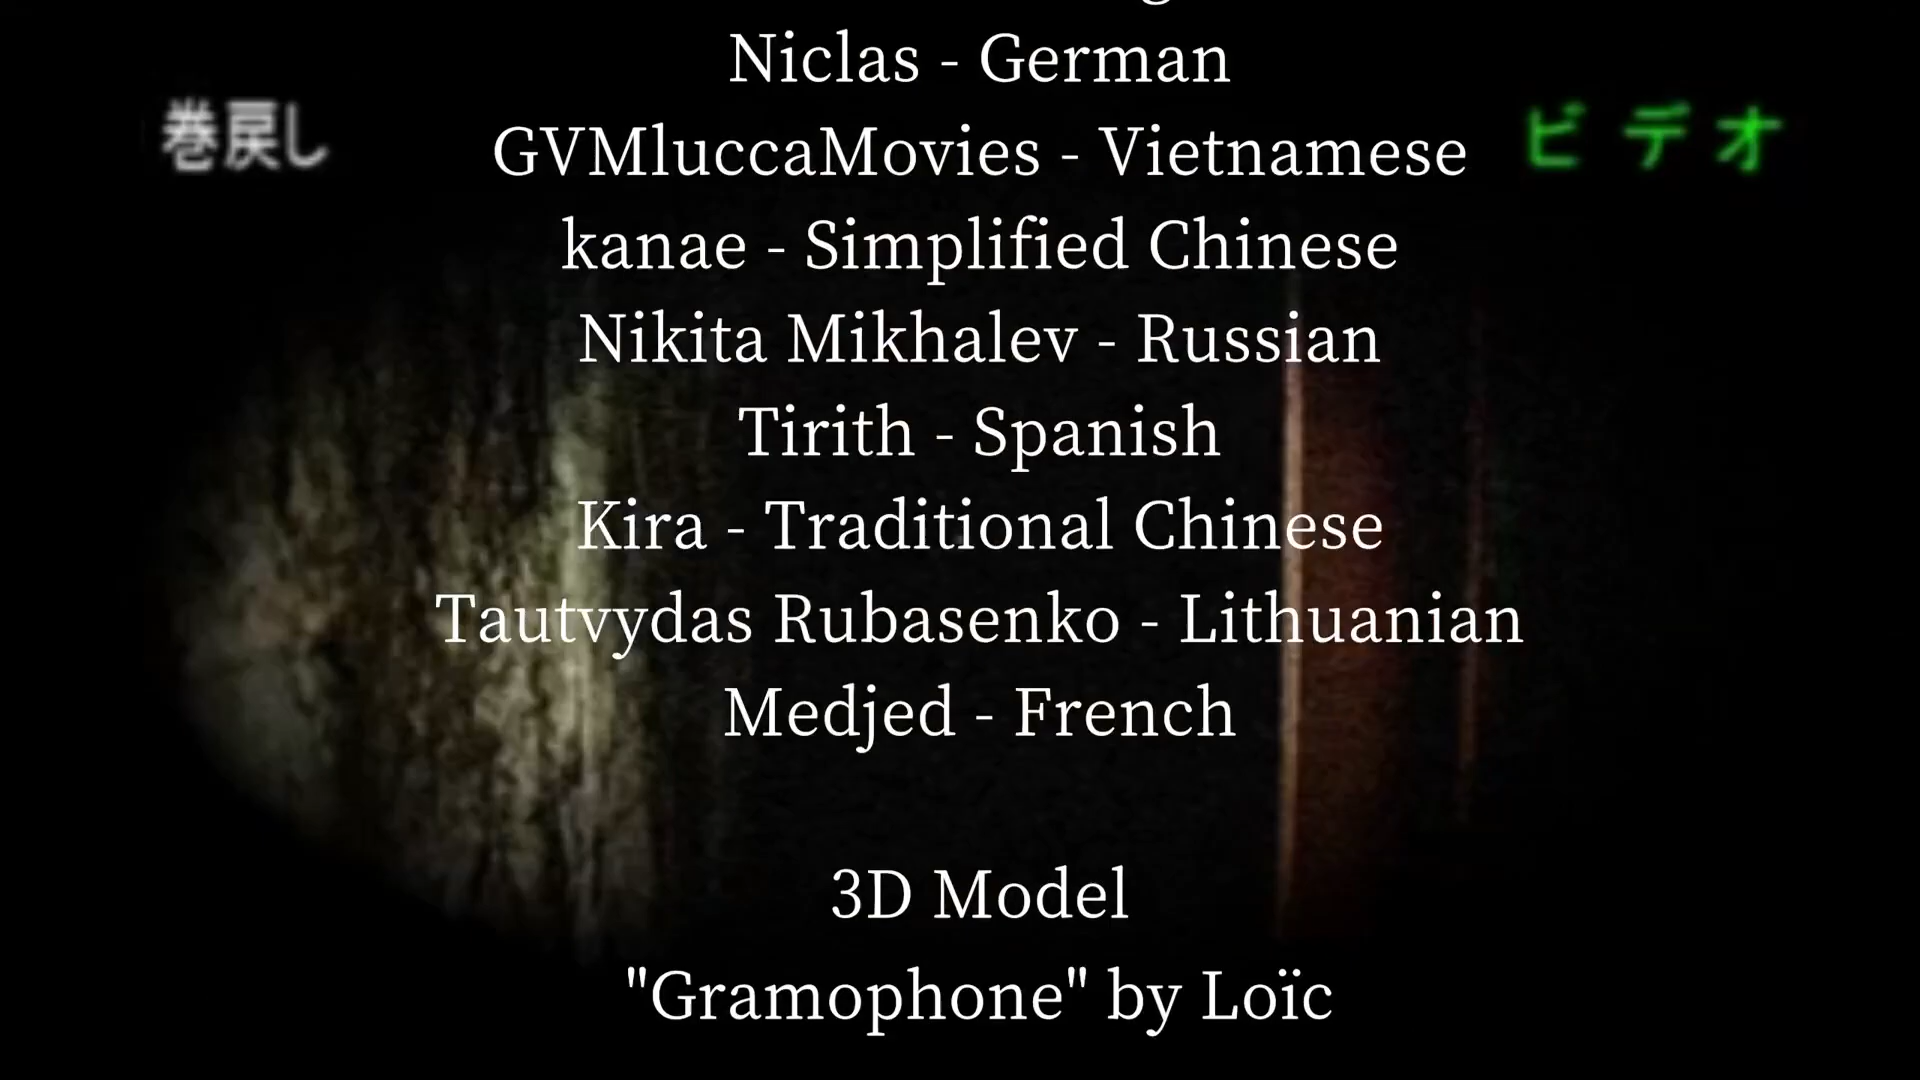 Niclas - German
巻戻し
ビデオ
GVMluccaMovies - Vietnamese
kanae - Simplified Chinese
Nikita Mikhalev - Russian
Tirith - Spanish
Kira - Traditional Chinese
Tautvydas Rubasenko - Lithuanian
Medjed - French
3D Model
"Gramophone" by Loïc